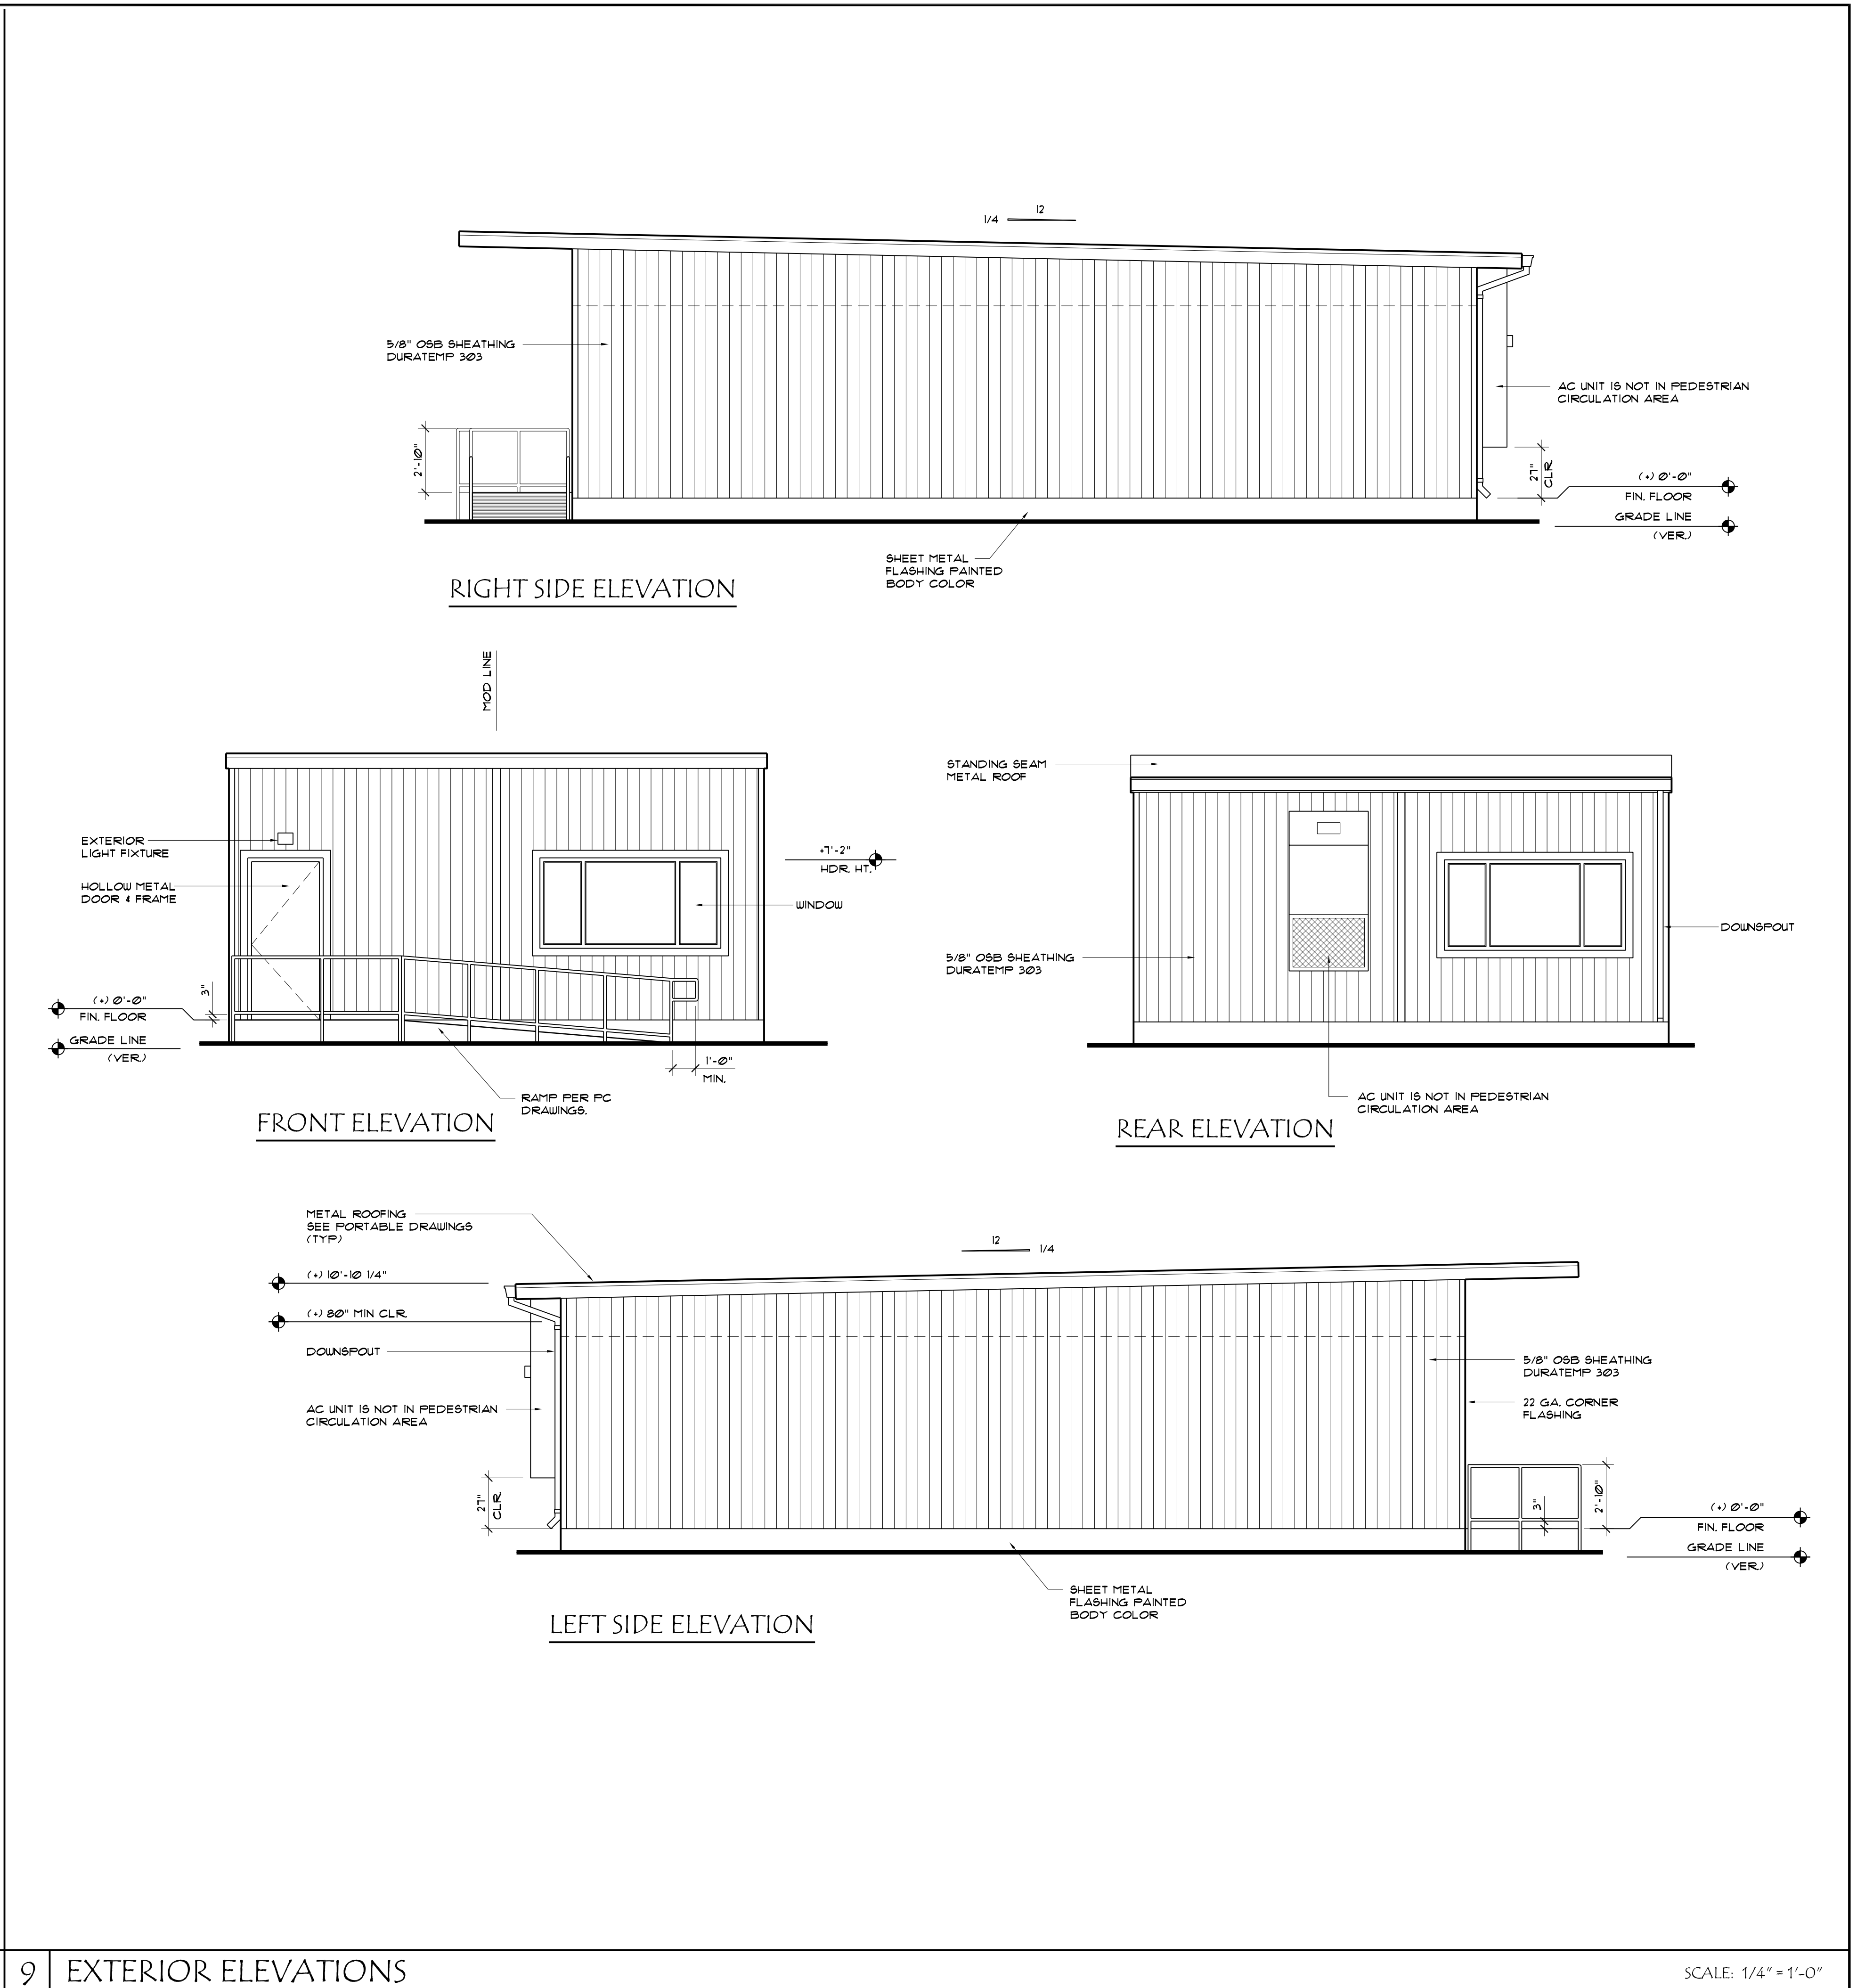 12
1/4
5/8" OSB SHEATHING
DURATEMP 303
AC UNIT IS NOT IN PEDESTRIAN
CIRCULATION AREA
2'-10"
27"
CLR.
(+) 0'-0"
FIN. FLOOR
GRADE LINE
(VER.)
SHEET METAL
FLASHING PAINTED
BODY COLOR
RIGHT SIDE ELEVATION
MOD LINE
EXTERIOR
LIGHT FIXTURE
HOLLOW METAL
DOOR & FRAME
+7'-2"
HDR. HT.
WINDOW
3"
(+) 0'-0"
FIN. FLOOR
GRADE LINE
(VER.)
1'-0"
MIN.
RAMP PER PC
DRAWINGS.
FRONT ELEVATION
STANDING SEAM
METAL ROOF
DOWNSPOUT
5/8" OSB SHEATHING
DURATEMP 303
AC UNIT IS NOT IN PEDESTRIAN
CIRCULATION AREA
REAR ELEVATION
METAL ROOFING
SEE PORTABLE DRAWINGS
(TYP)
12
1/4
(+) 10'-10 1/4"
(+) 80" MIN CLR.
DOWNSPOUT
AC UNIT IS NOT IN PEDESTRIAN
CIRCULATION AREA
5/8" OSB SHEATHING
DURATEMP 303
22 GA. CORNER
FLASHING
27"
CLR.
3"
2'-10"
(+) 0'-0"
FIN. FLOOR
GRADE LINE
(VER.)
SHEET METAL
FLASHING PAINTED
BODY COLOR
LEFT SIDE ELEVATION
9 EXTERIOR ELEVATIONS
SCALE: 1/4" = 1'-0"